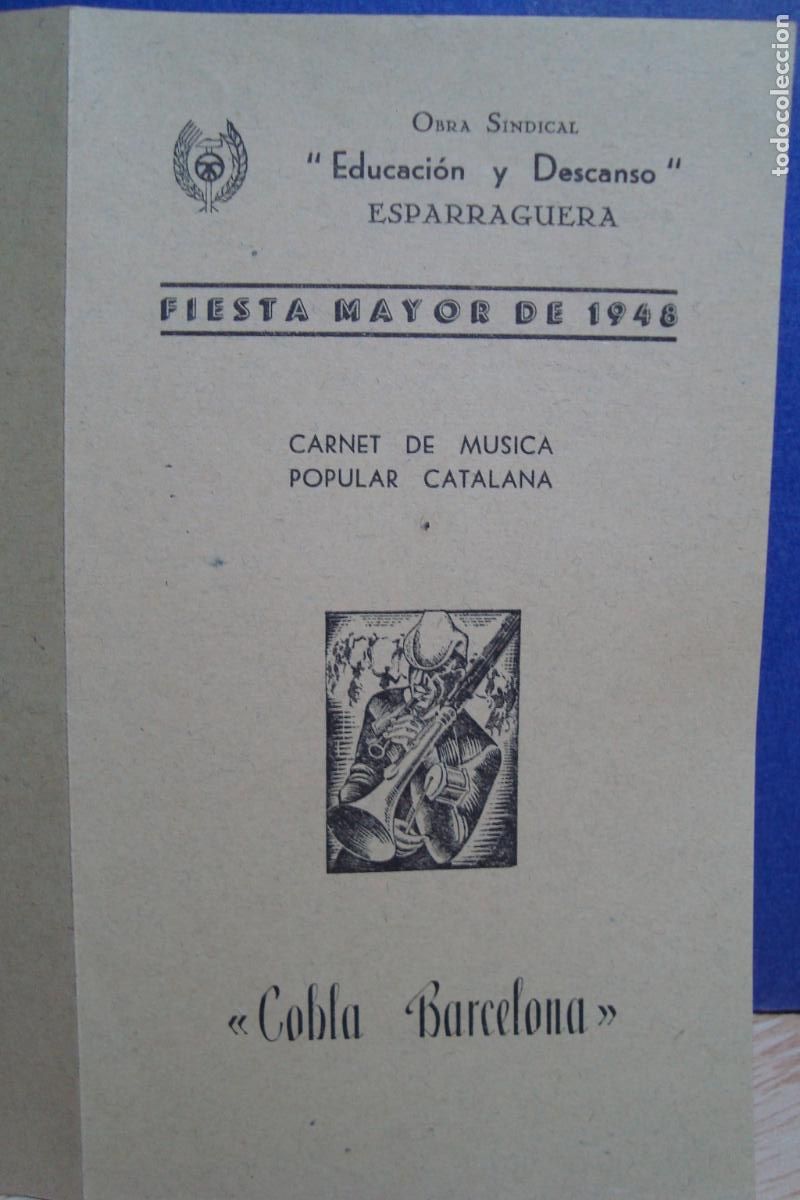 OBRA SINDICAL
" Educación y Descanso "
ESPARRAGUERA
FIESTA MAYOR DE 1948
CARNET DE MUSICA
POPULAR CATALANA
«Cobla Barcelona»
todocoleccion